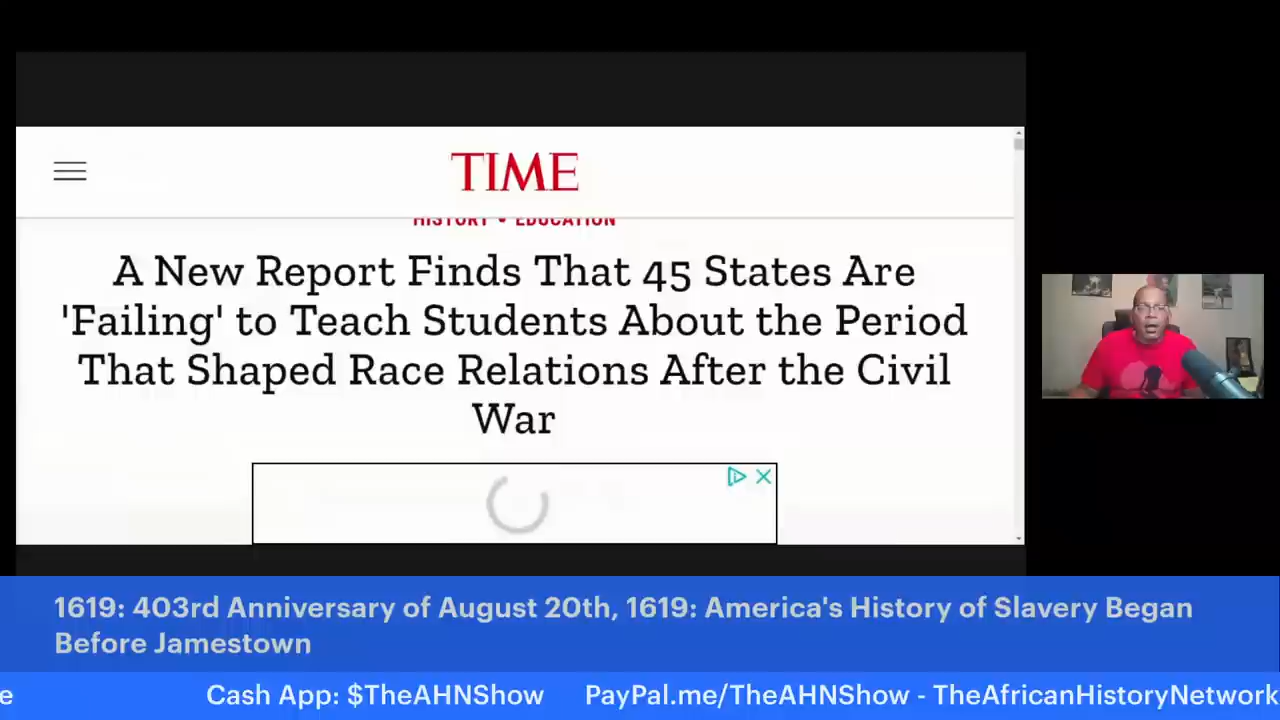 TIME
HISTORY • EDUCATION
A New Report Finds That 45 States Are
'Failing' to Teach Students About the Period
That Shaped Race Relations After the Civil
War
1619: 403rd Anniversary of August 20th, 1619: America's History of Slavery Began
Before Jamestown
e Cash App: $TheAHNShow PayPal.me/TheAHNShow - TheAfricanHistoryNetwork